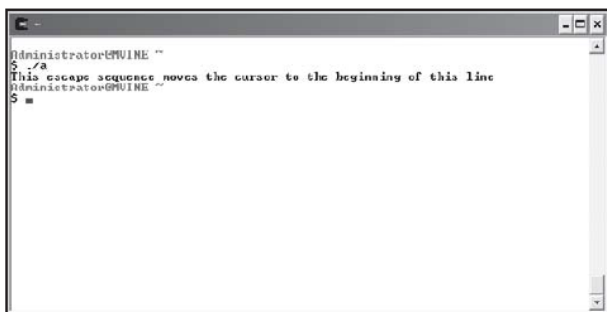 ~
Administrator@MVINE ~
$ ./a
This escape sequence moves the cursor to the beginning of this line
Administrator@MVINE ~
$